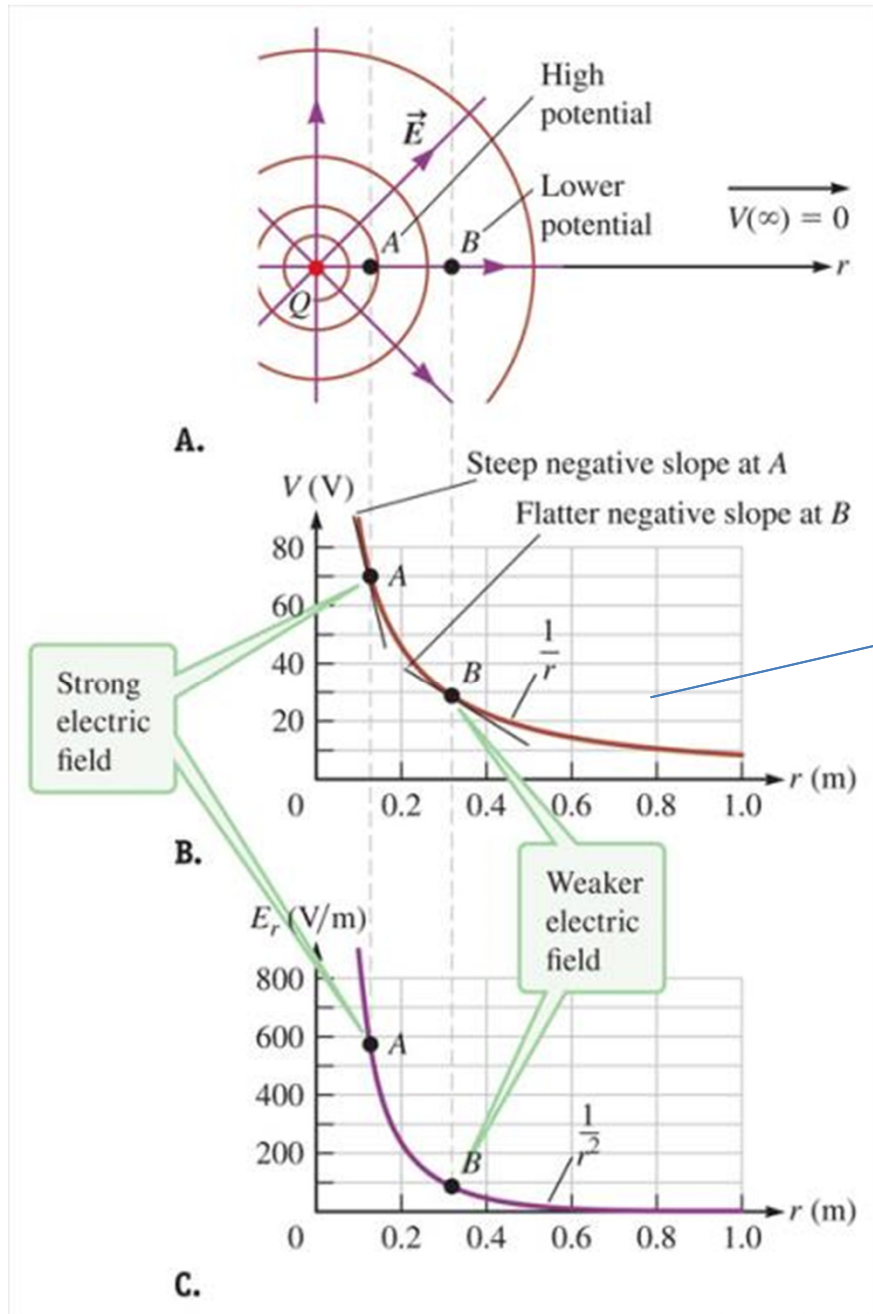 High
potential
E⃗
Lower
potential
V(∞) = 0
A
B
r
Q
A.
Steep negative slope at A
V (V)
Flatter negative slope at B
80
A
60
1
r
40
B
20
Strong
electric
field
r (m)
0 0.2 0.4 0.6 0.8 1.0
B.
Weaker
electric
field
E_r (V/m)
800
600
A
400
1
r²
200
B
r (m)
0 0.2 0.4 0.6 0.8 1.0
C.